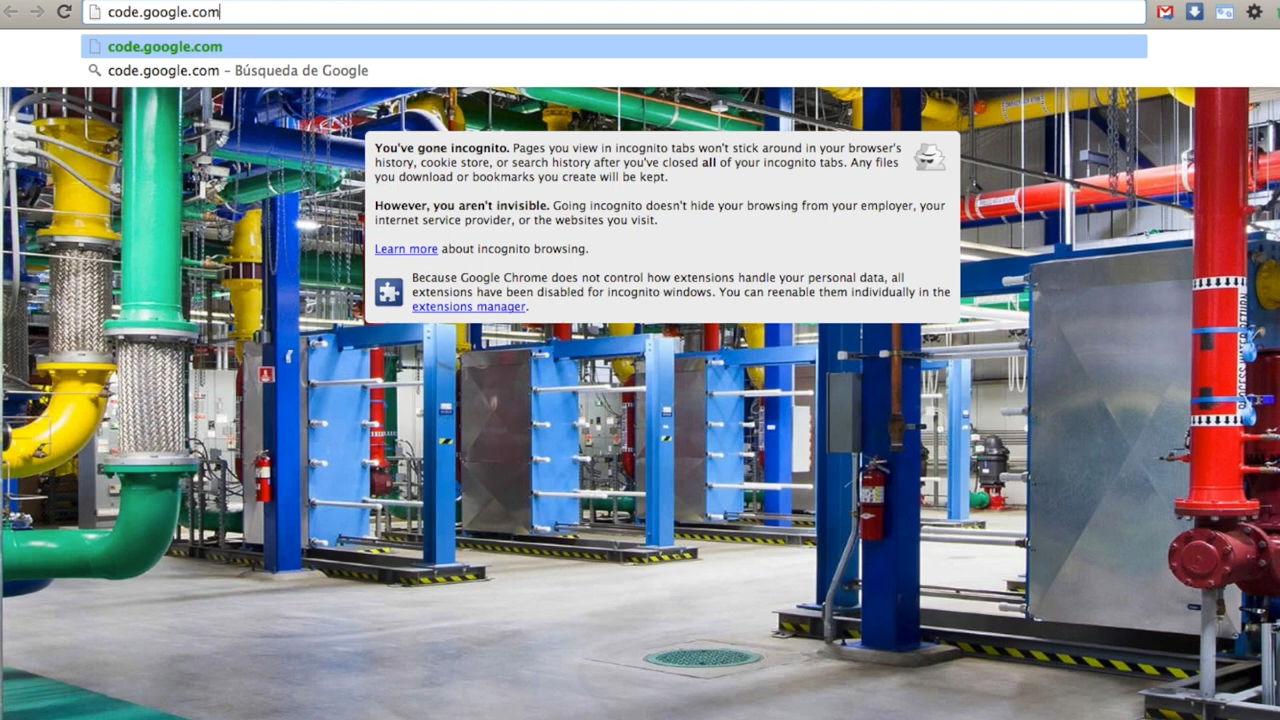 code.google.com
code.google.com
code.google.com – Búsqueda de Google
You've gone incognito. Pages you view in incognito tabs won't stick around in your browser's
history, cookie store, or search history after you've closed all of your incognito tabs. Any files
you download or bookmarks you create will be kept.
However, you aren't invisible. Going incognito doesn't hide your browsing from your employer, your
internet service provider, or the websites you visit.
Learn more about incognito browsing.
Because Google Chrome does not control how extensions handle your personal data, all
extensions have been disabled for incognito windows. You can reenable them individually in the
extensions manager.